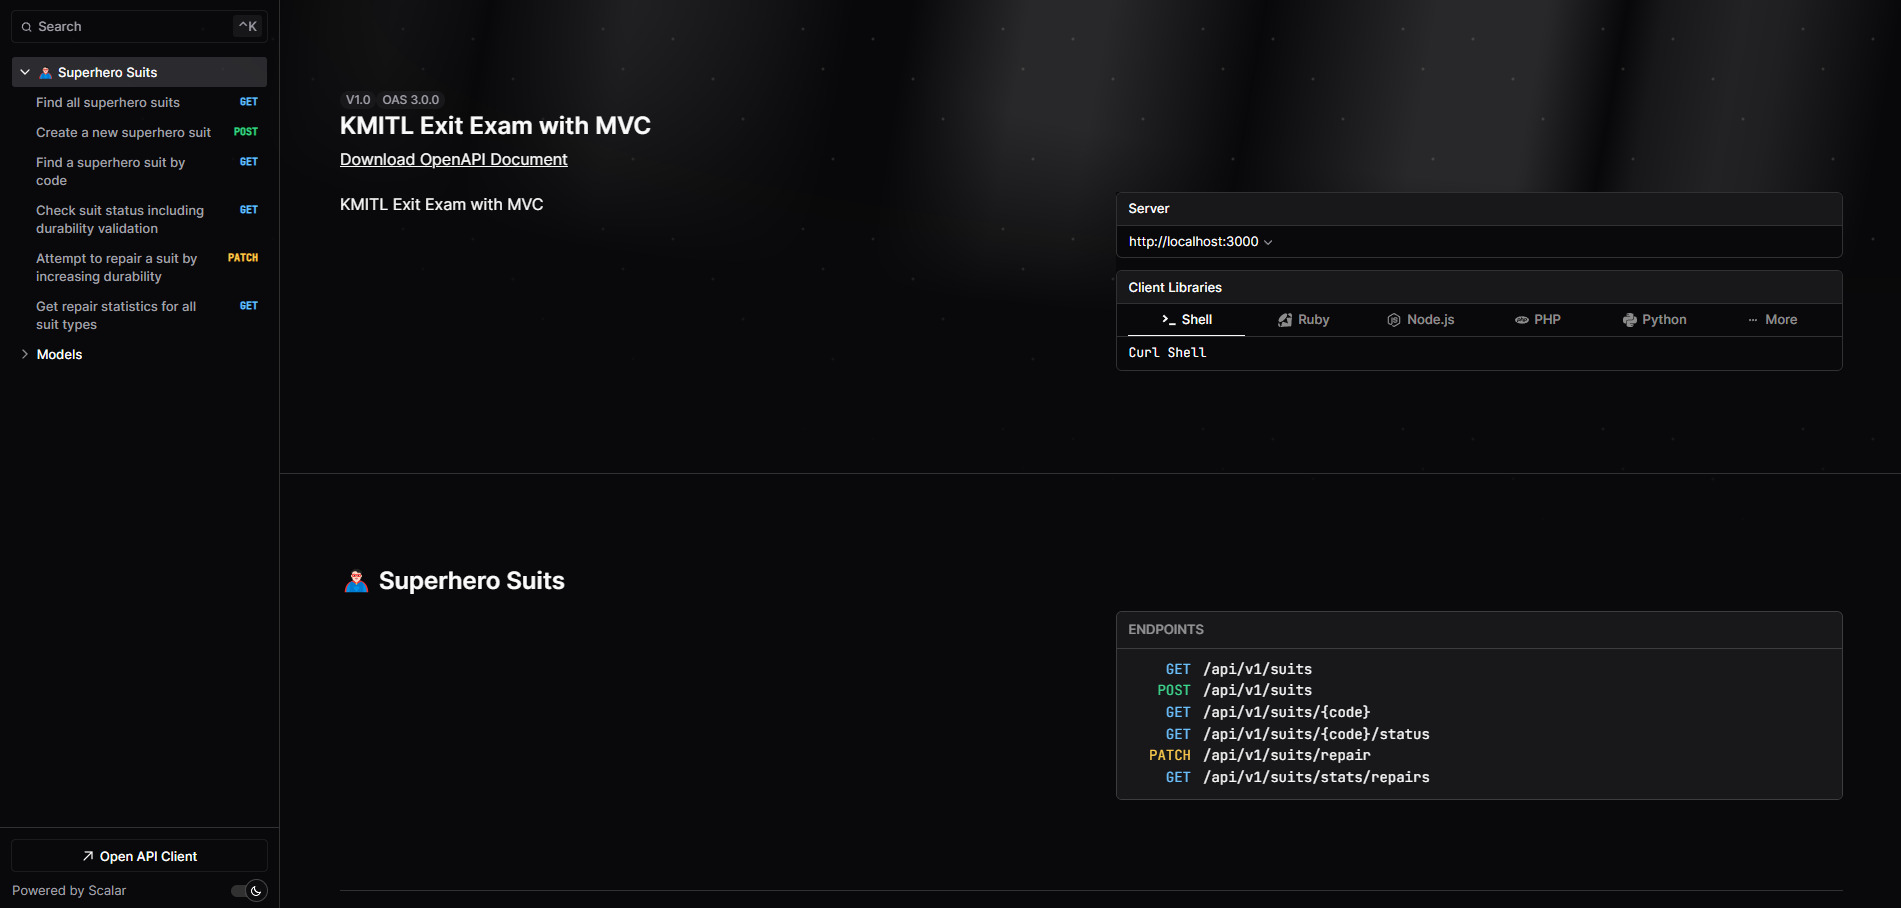 Search
^K
Superhero Suits
Find all superhero suits GET
Create a new superhero suit POST
Find a superhero suit by GET
code
Check suit status including GET
durability validation
Attempt to repair a suit by PATCH
increasing durability
Get repair statistics for all GET
suit types
Models
Open API Client
Powered by Scalar
V1.0 OAS 3.0.0
KMITL Exit Exam with MVC
Download OpenAPI Document
KMITL Exit Exam with MVC
Server
http://localhost:3000
Client Libraries
Shell Ruby Node.js PHP Python More
Curl Shell
Superhero Suits
ENDPOINTS
GET /api/v1/suits
POST /api/v1/suits
GET /api/v1/suits/{code}
GET /api/v1/suits/{code}/status
PATCH /api/v1/suits/repair
GET /api/v1/suits/stats/repairs